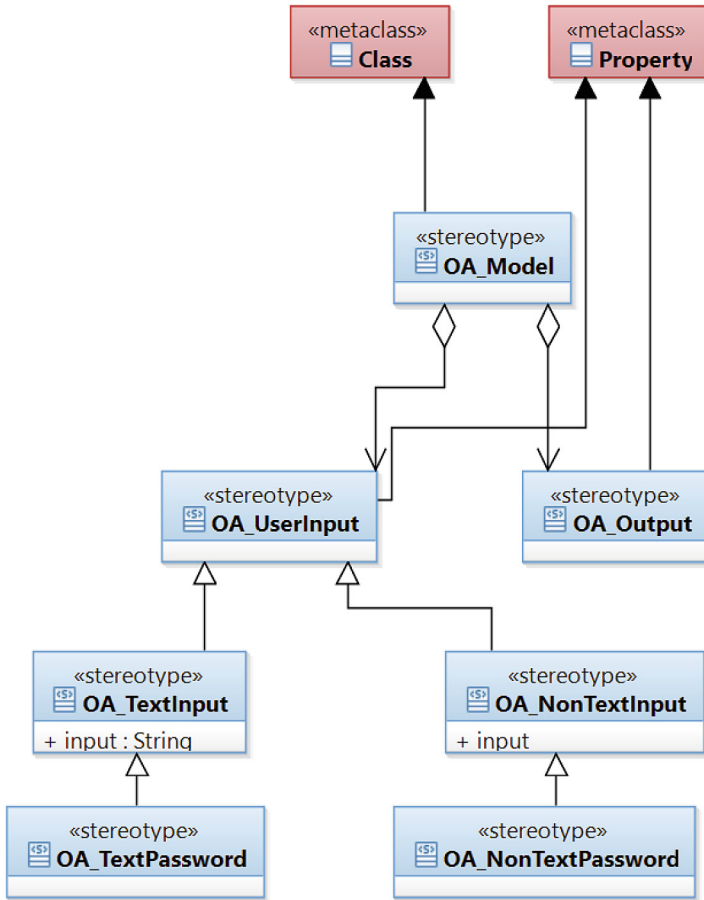 «metaclass»
Class
«metaclass»
Property
«stereotype»
OA_Model
«stereotype»
OA_UserInput
«stereotype»
OA_Output
«stereotype»
OA_TextInput
+ input : String
«stereotype»
OA_NonTextInput
+ input
«stereotype»
OA_TextPassword
«stereotype»
OA_NonTextPassword